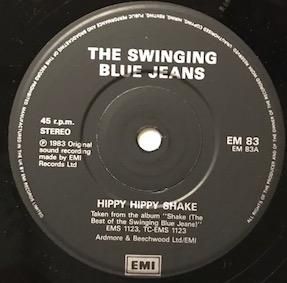 THE SWINGING
BLUE JEANS
45 r.p.m.
STEREO
Ⓟ 1983 Original
sound recording
made by EMI
Records Ltd
EM 83
EM 83A
HIPPY HIPPY SHAKE
Taken from the album "Shake (The
Best of the Swinging Blue Jeans)"
EMS 1123, TC-EMS 1123
Ardmore & Beechwood Ltd/EMI
EMI